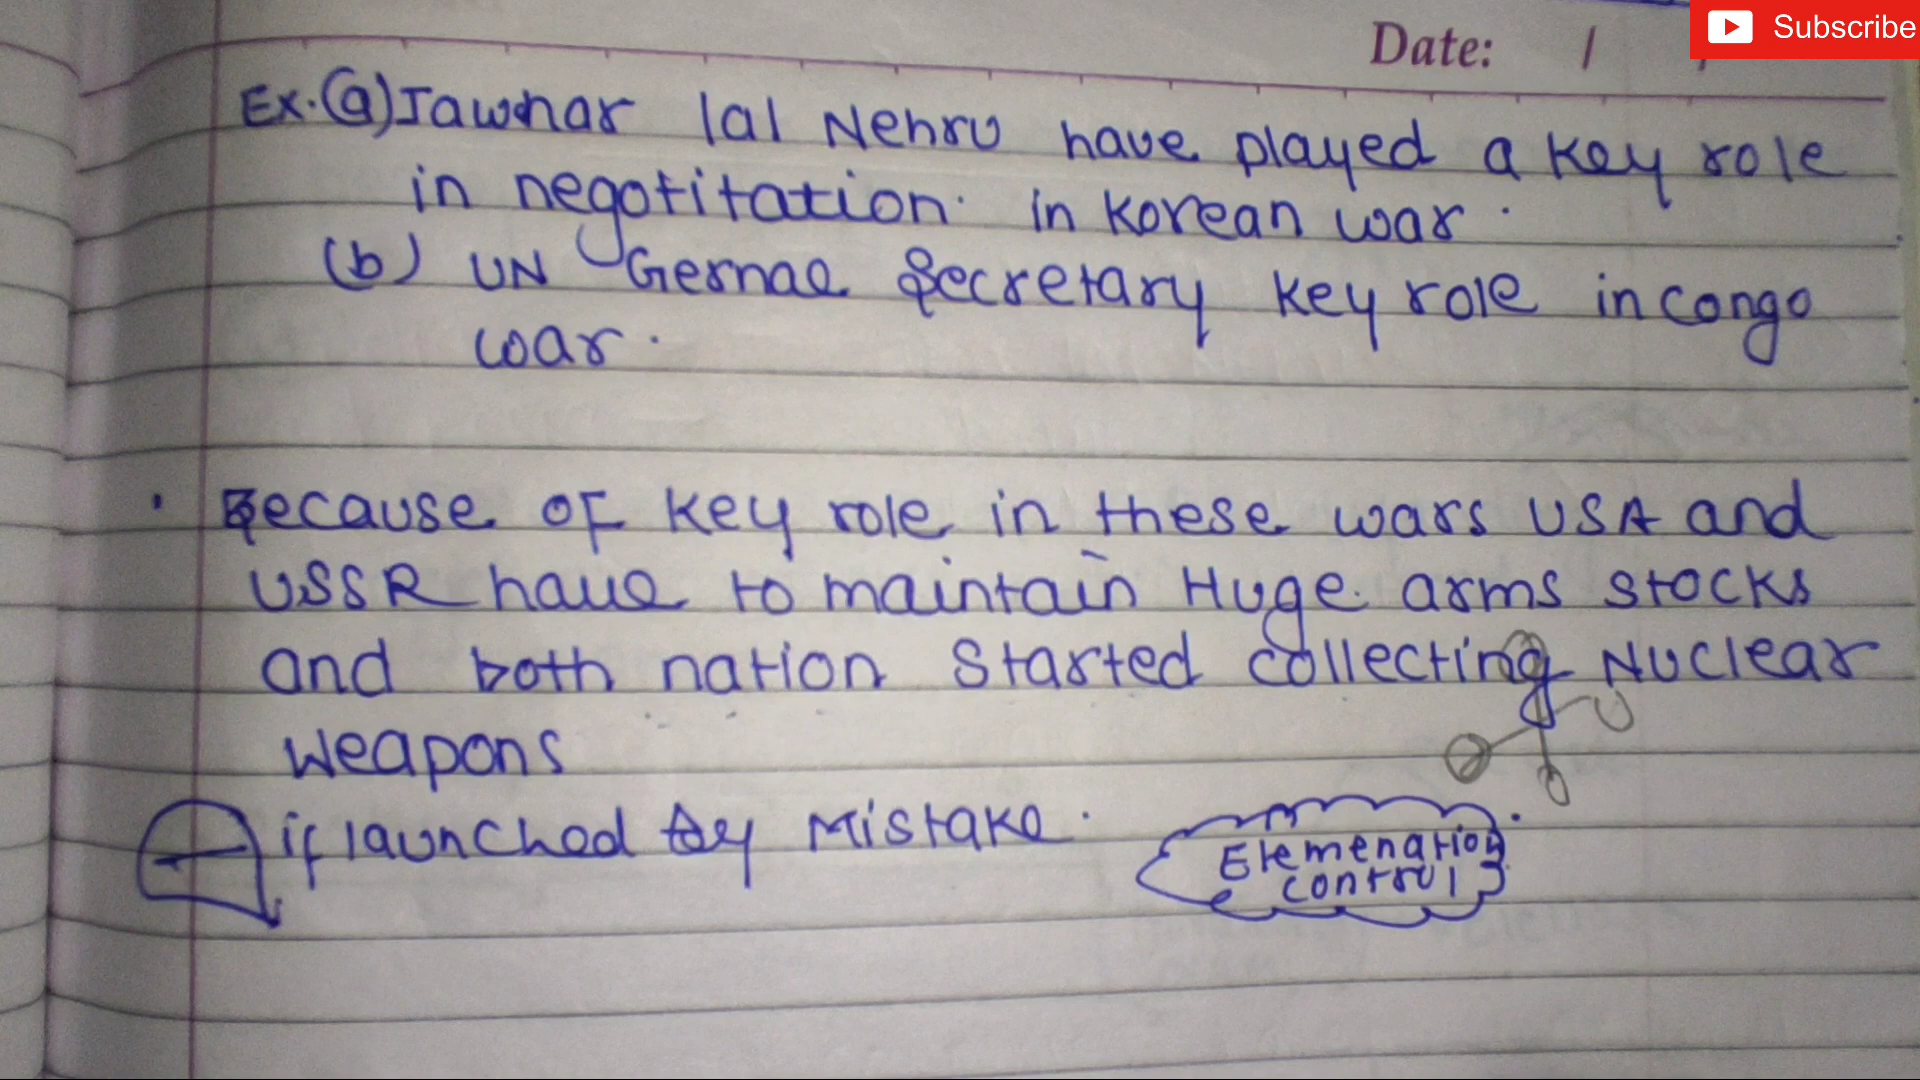 Subscribe
Date: /
Ex. (a) Jawhar lal Nehru have played a key role
in negotitation. in Korean war.
(b) UN Gernae Secretary key role in congo
war.
. Because of key role in these wars USA and
USSR have to maintain Huge arms stocks
and both nation Started collecting Nuclear
weapons
if launched by Mistake.
Elemenation
control